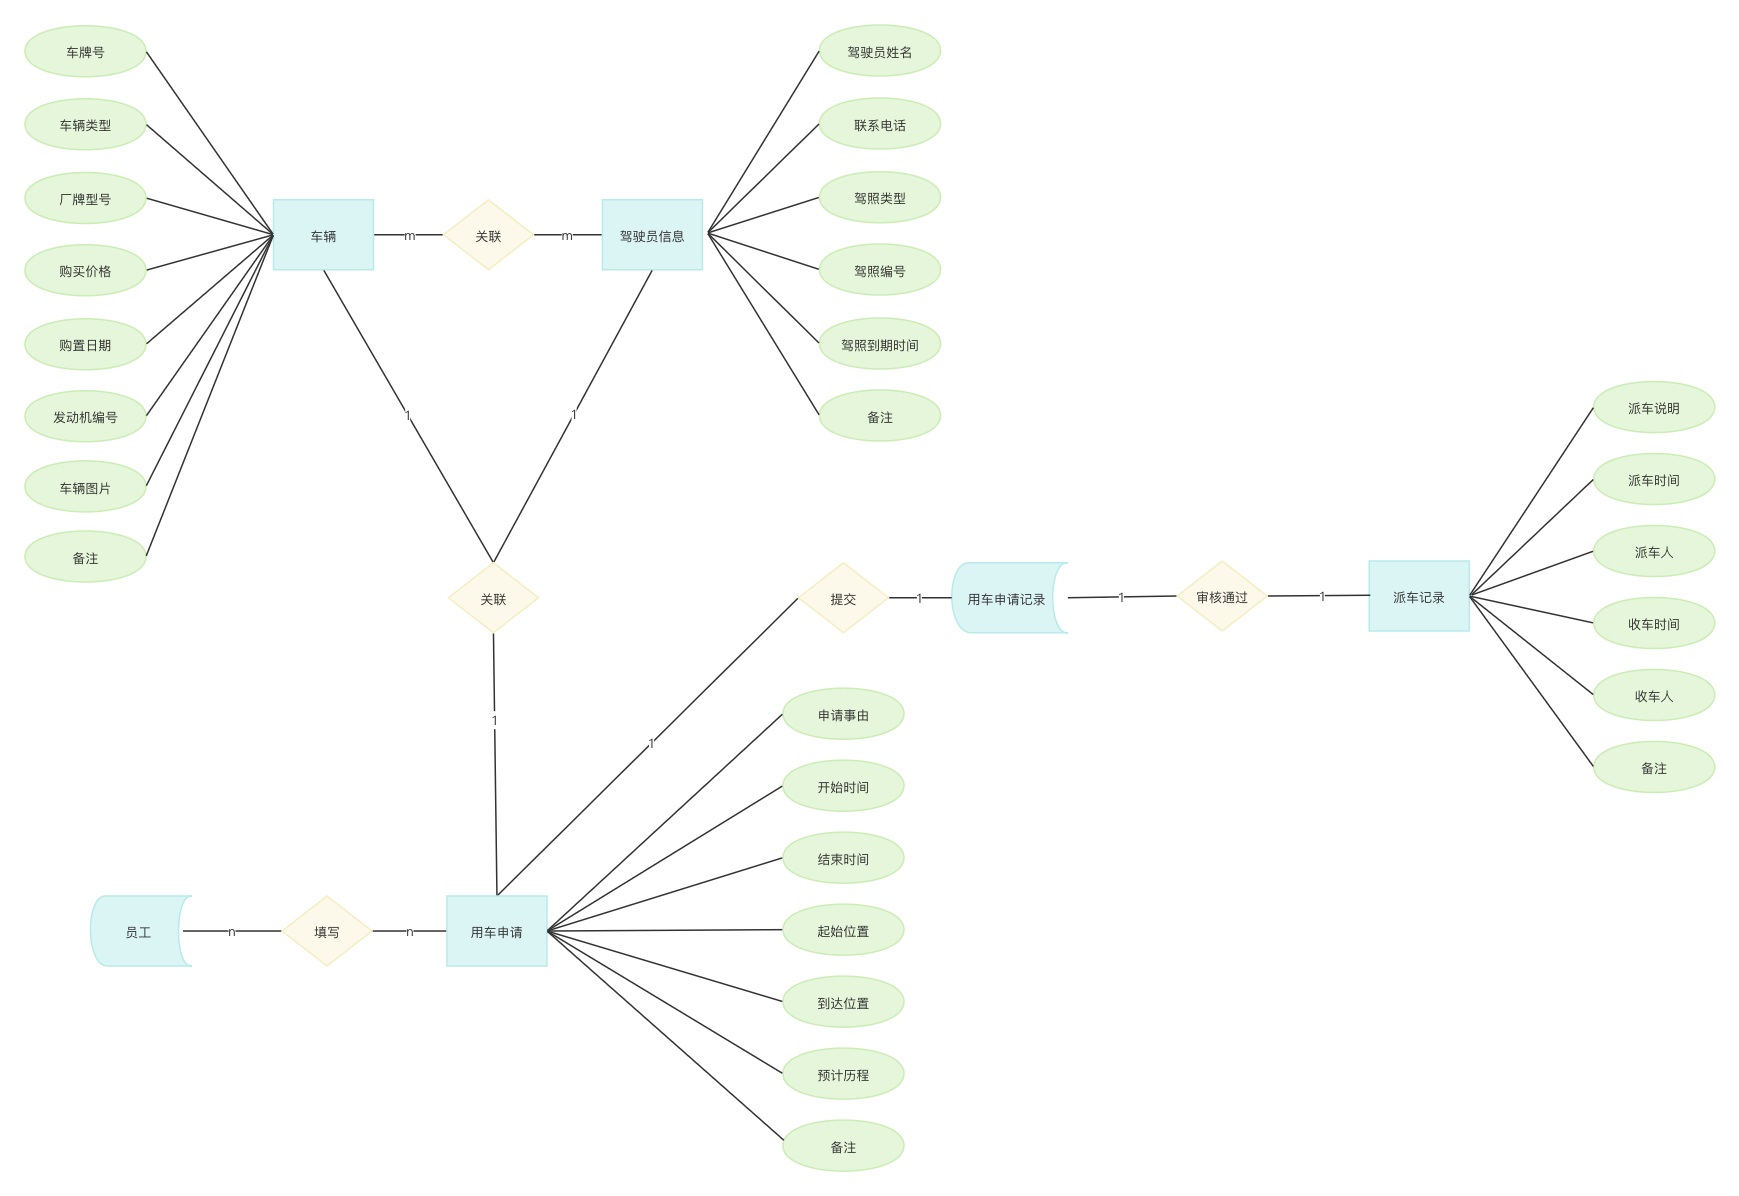 车牌号
车辆类型
厂牌型号
购买价格
购置日期
发动机编号
车辆图片
备注
车辆
m
关联
m
驾驶员信息
驾驶员姓名
联系电话
驾照类型
驾照编号
驾照到期时间
备注
1
1
关联
1
1
提交
1
用车申请记录
1
审核通过
1
派车记录
派车说明
派车时间
派车人
收车时间
收车人
备注
员工
n
填写
n
用车申请
申请事由
开始时间
结束时间
起始位置
到达位置
预计历程
备注